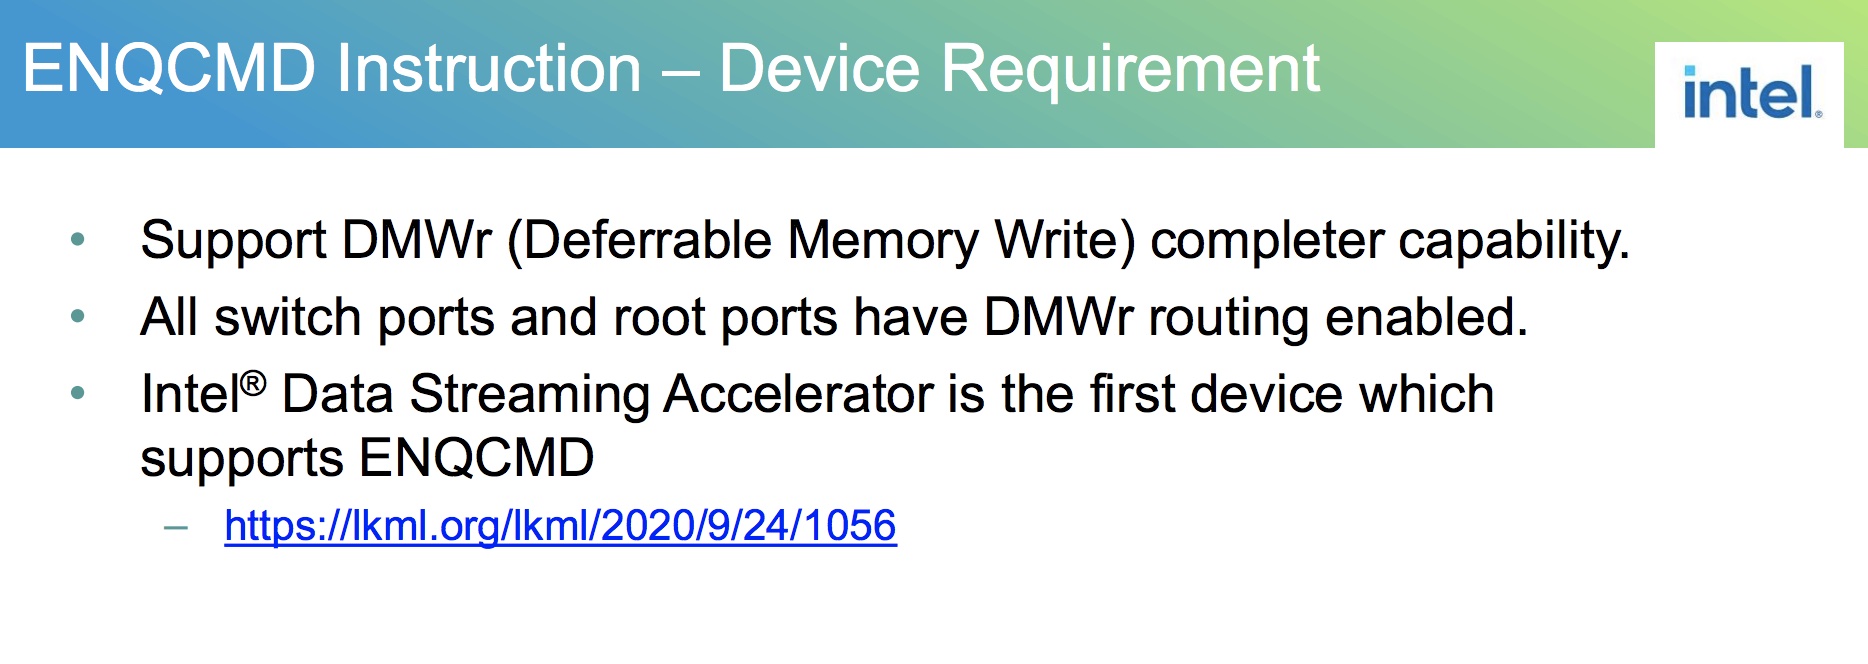 ENQCMD Instruction – Device Requirement
intel®
• Support DMWr (Deferrable Memory Write) completer capability.
• All switch ports and root ports have DMWr routing enabled.
• Intel® Data Streaming Accelerator is the first device which
supports ENQCMD
– https://lkml.org/lkml/2020/9/24/1056